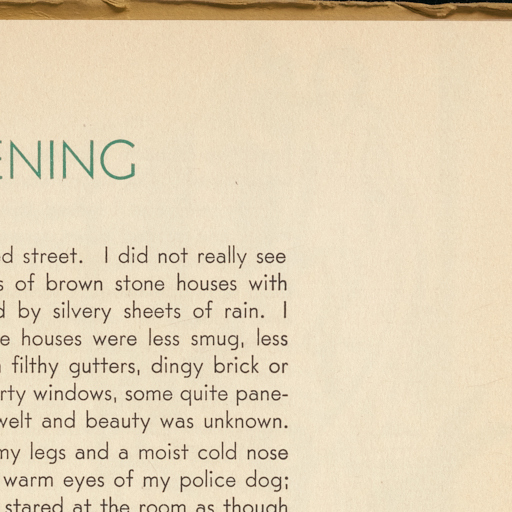 ENING
d street. I did not really see
s of brown stone houses with
d by silvery sheets of rain. I
e houses were less smug, less
filthy gutters, dingy brick or
rty windows, some quite pane-
welt and beauty was unknown.
my legs and a moist cold nose
warm eyes of my police dog;
stared at the room as though